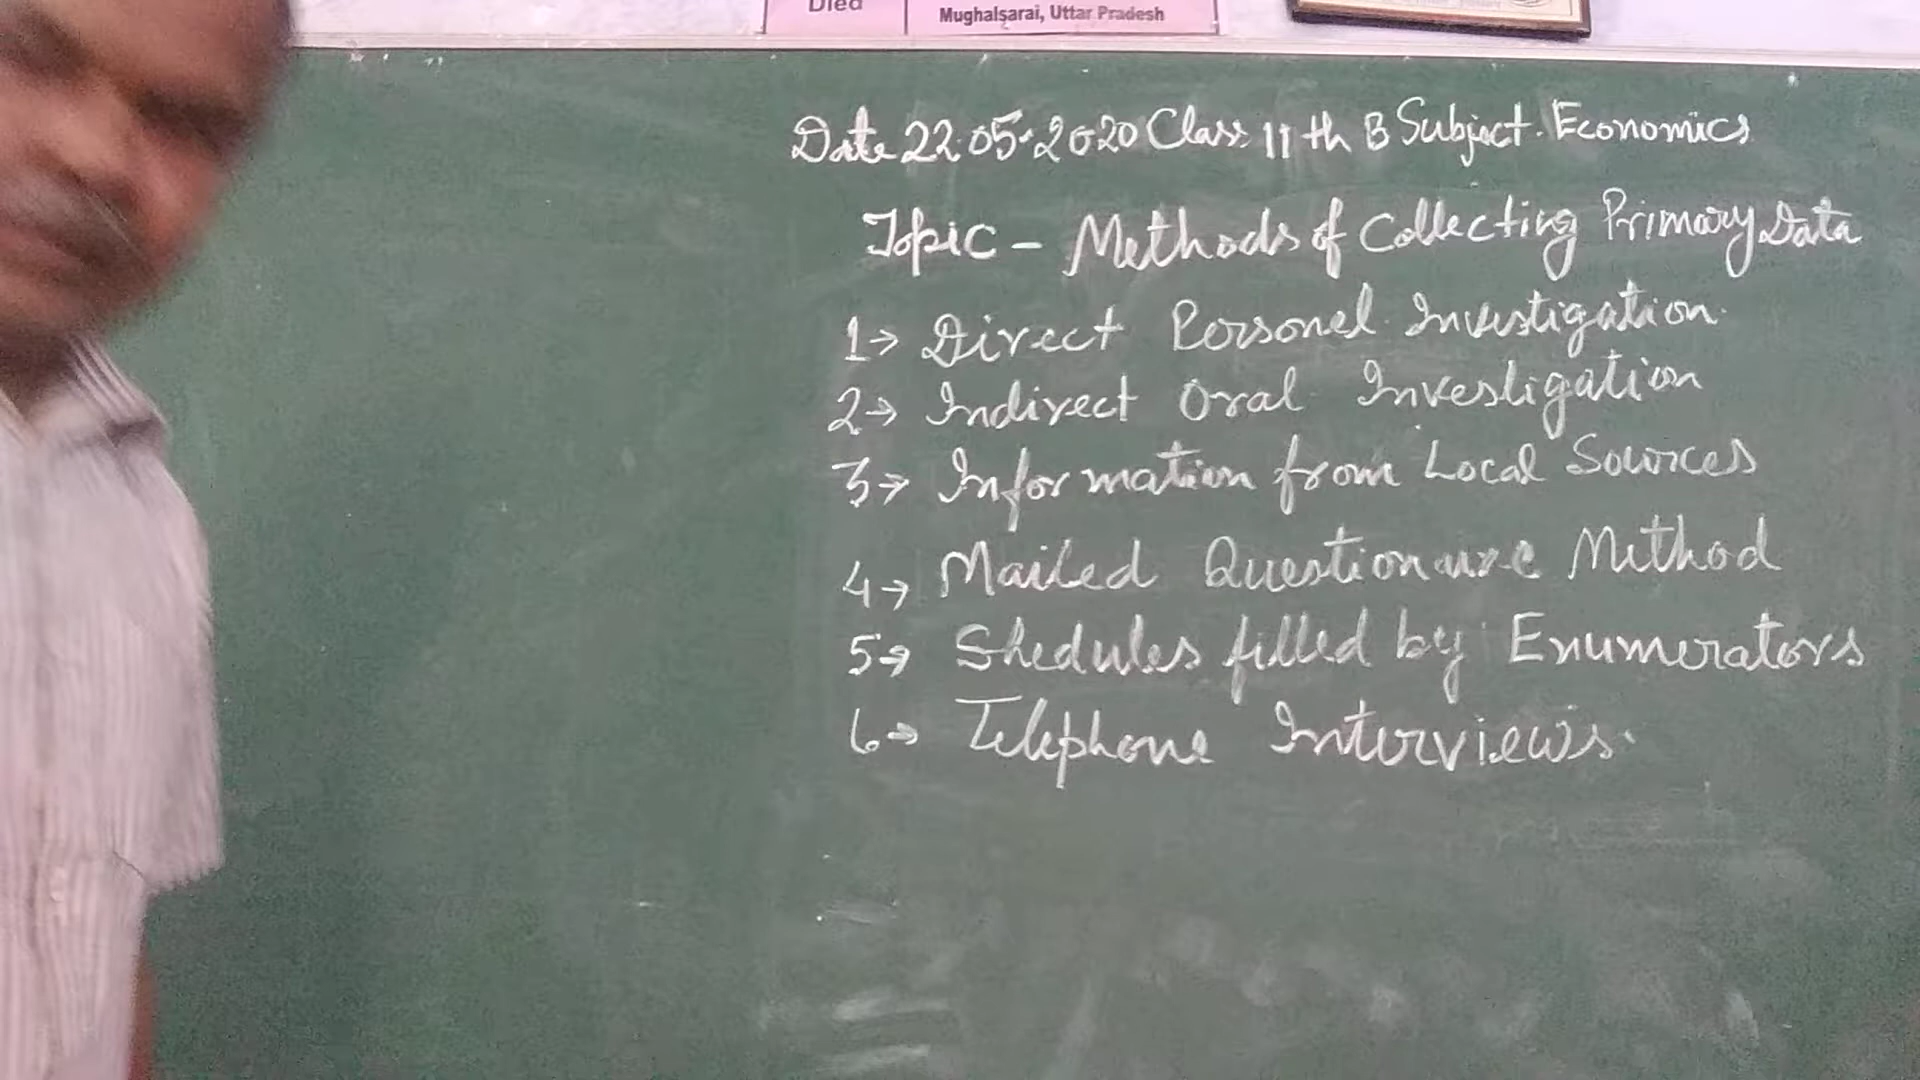 Died
Mughalsarai, Uttar Pradesh
Date 22.05.2020 Class 11th B Subject. Economics
Topic - Methods of Collecting Primary Data
1→ Direct Personel Investigation.
2→ Indirect Oral Investigation
3→ Information from Local Sources
4→ Mailed Questionaire Method
5→ Shedules filled by Enumerators
6→ Telephone Interviews.